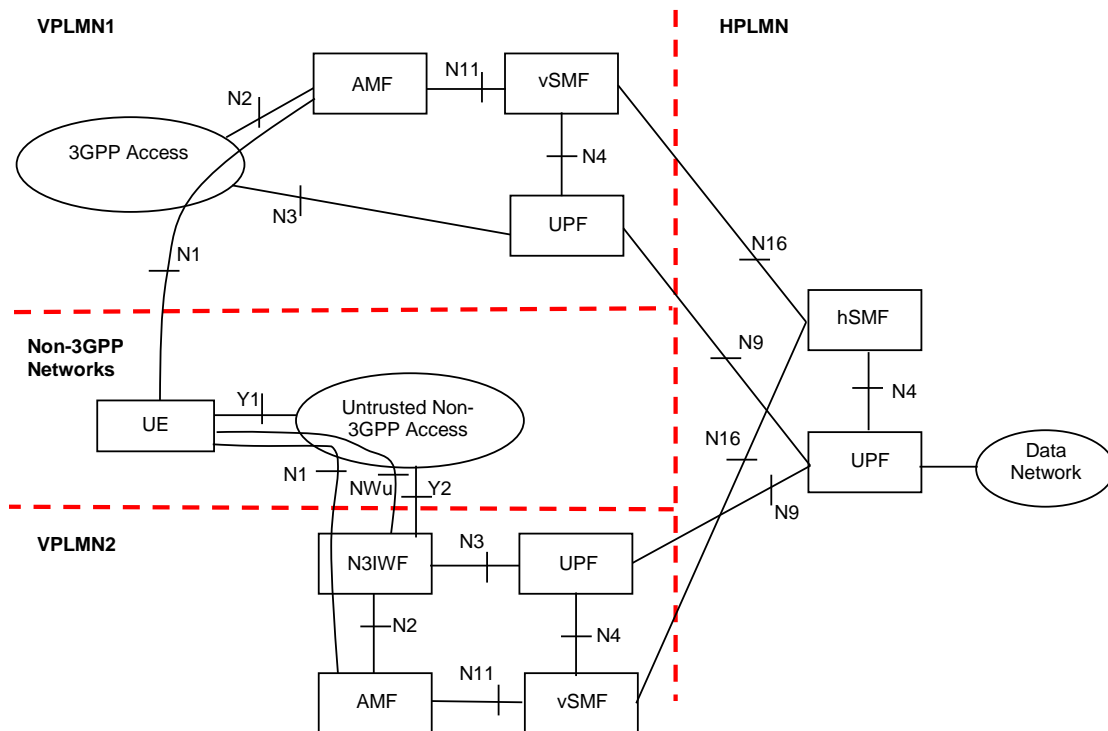 VPLMN1
HPLMN
AMF
N11
vSMF
N2
3GPP Access
N4
N3
UPF
N1
N16
hSMF
N9
Non-3GPP
Networks
N4
Y1
Untrusted Non-
3GPP Access
UE
N16
UPF
Data
Network
N1
NWu
Y2
N9
VPLMN2
N3IWF
N3
UPF
N2
N4
AMF
N11
vSMF